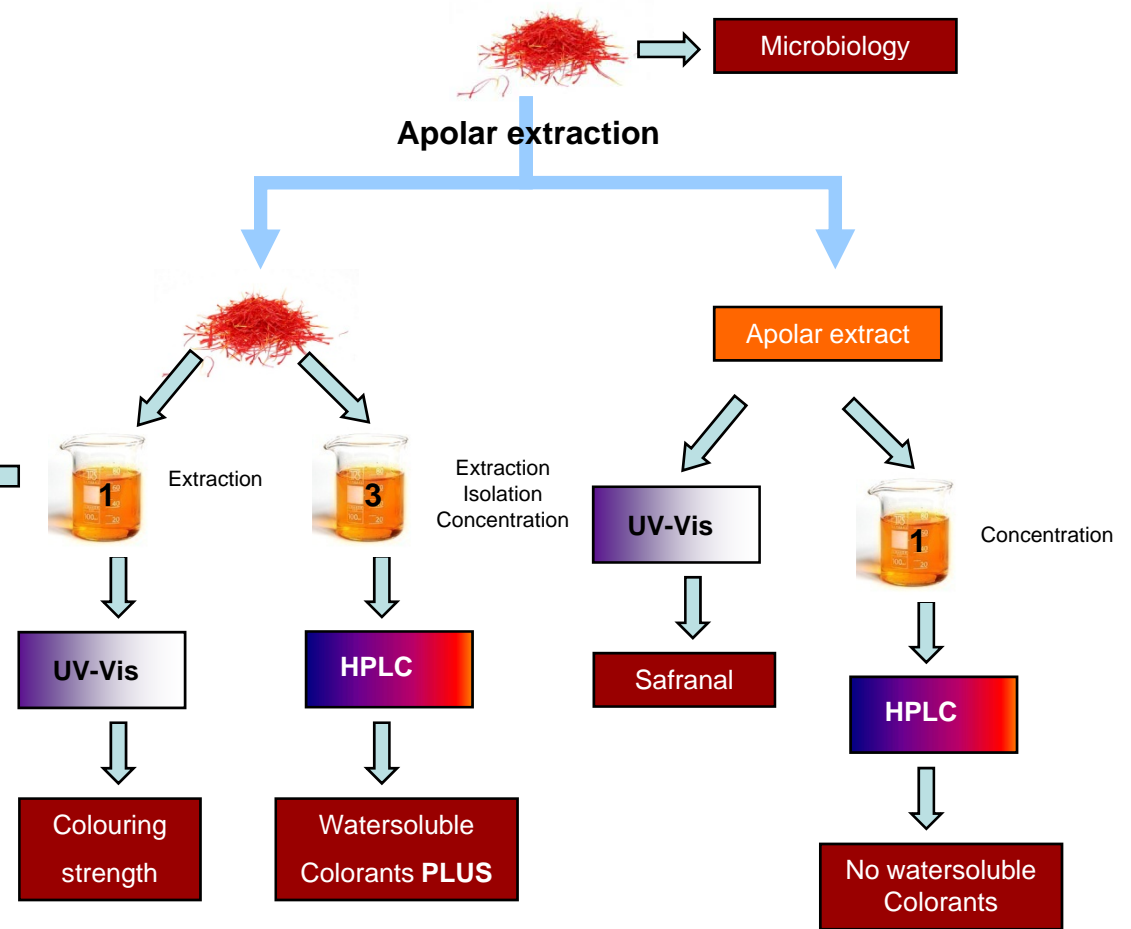 Microbiology
Apolar extraction
Apolar extract
1
Extraction
3
Extraction
Isolation
Concentration
UV-Vis
1
Concentration
UV-Vis
HPLC
Safranal
HPLC
Colouring
strength
Watersoluble
Colorants PLUS
No watersoluble
Colorants